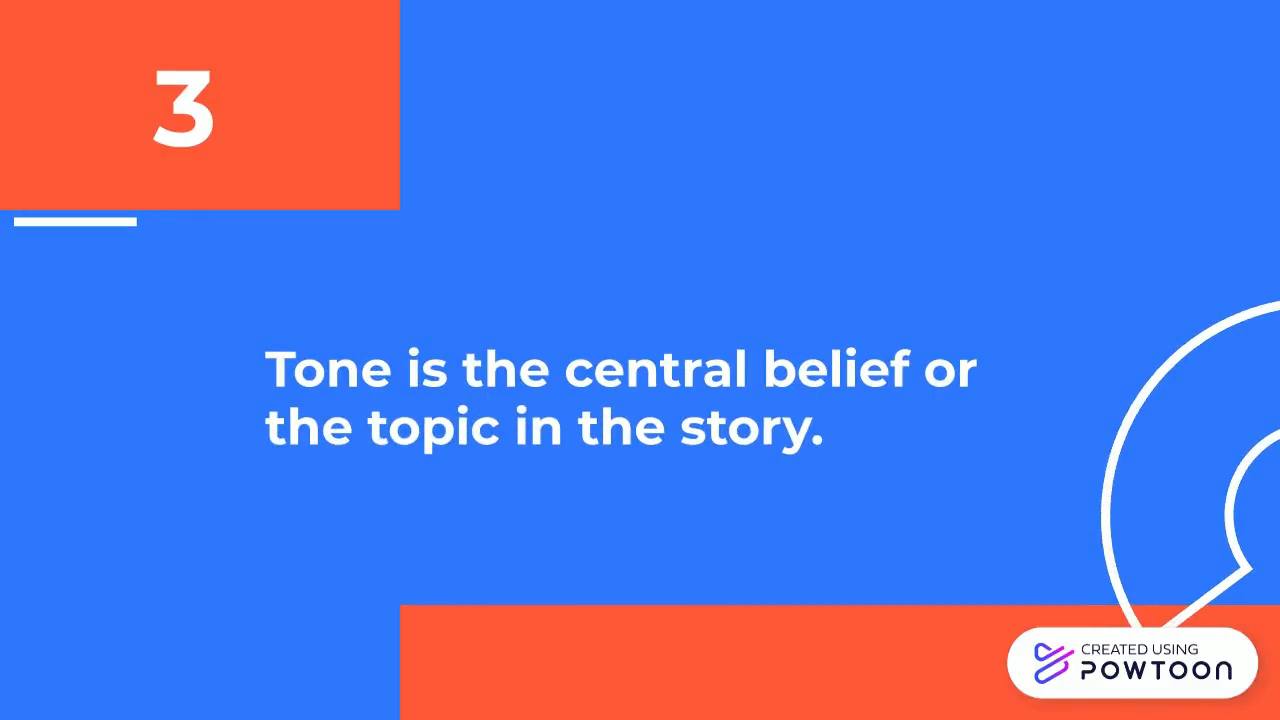 3
Tone is the central belief or
the topic in the story.
CREATED USING
POWTOON